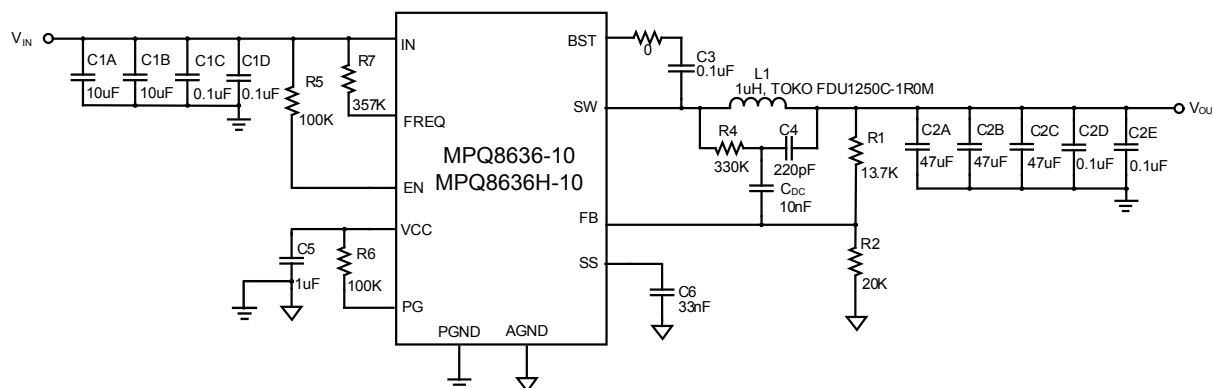 VIN
C1A
10uF
C1B
10uF
C1C
0.1uF
C1D
0.1uF
R5
100K
R7
357K
IN
FREQ
EN
VCC
PG
C5
1uF
R6
100K
MPQ8636-10
MPQ8636H-10
BST
SW
FB
SS
PGND
AGND
0
C3
0.1uF
L1
1uH, TOKO FDU1250C-1R0M
R4
330K
C4
220pF
CDC
10nF
R1
13.7K
R2
20K
C6
33nF
C2A
47uF
C2B
47uF
C2C
47uF
C2D
0.1uF
C2E
0.1uF
VOU